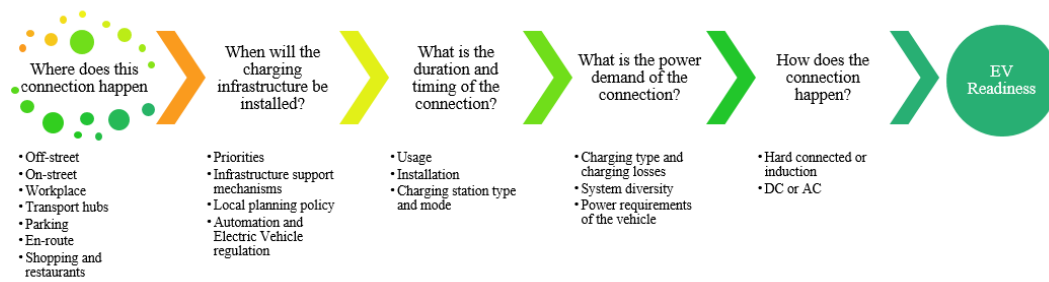 Where does this
connection happen
When will the
charging
infrastructure be
installed?
What is the
duration and
timing of the
connection?
What is the power
demand of the
connection?
How does the
connection
happen?
EV
Readiness
• Off-street
• On-street
• Workplace
• Transport hubs
• Parking
• En-route
• Shopping and
restaurants
• Priorities
• Infrastructure support
mechanisms
• Local planning policy
• Automation and
Electric Vehicle
regulation
• Usage
• Installation
• Charging station type
and mode
• Charging type and
charging losses
• System diversity
• Power requirements
of the vehicle
• Hard connected or
induction
• DC or AC